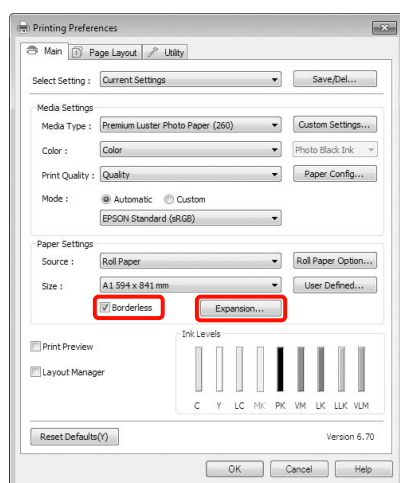 Printing Preferences
Main Page Layout Utility
Select Setting : Current Settings Save/Del...
Media Settings
Media Type : Premium Luster Photo Paper (260) Custom Settings...
Color : Color Photo Black Ink
Print Quality : Quality Paper Config...
Mode : Automatic Custom
EPSON Standard (sRGB)
Paper Settings
Source : Roll Paper Roll Paper Option...
Size : A1 594 x 841 mm User Defined...
Borderless Expansion...
Ink Levels
Print Preview
Layout Manager
C Y LC MK PK VM LK LLK VLM
Reset Defaults(Y) Version 6.70
OK Cancel Help